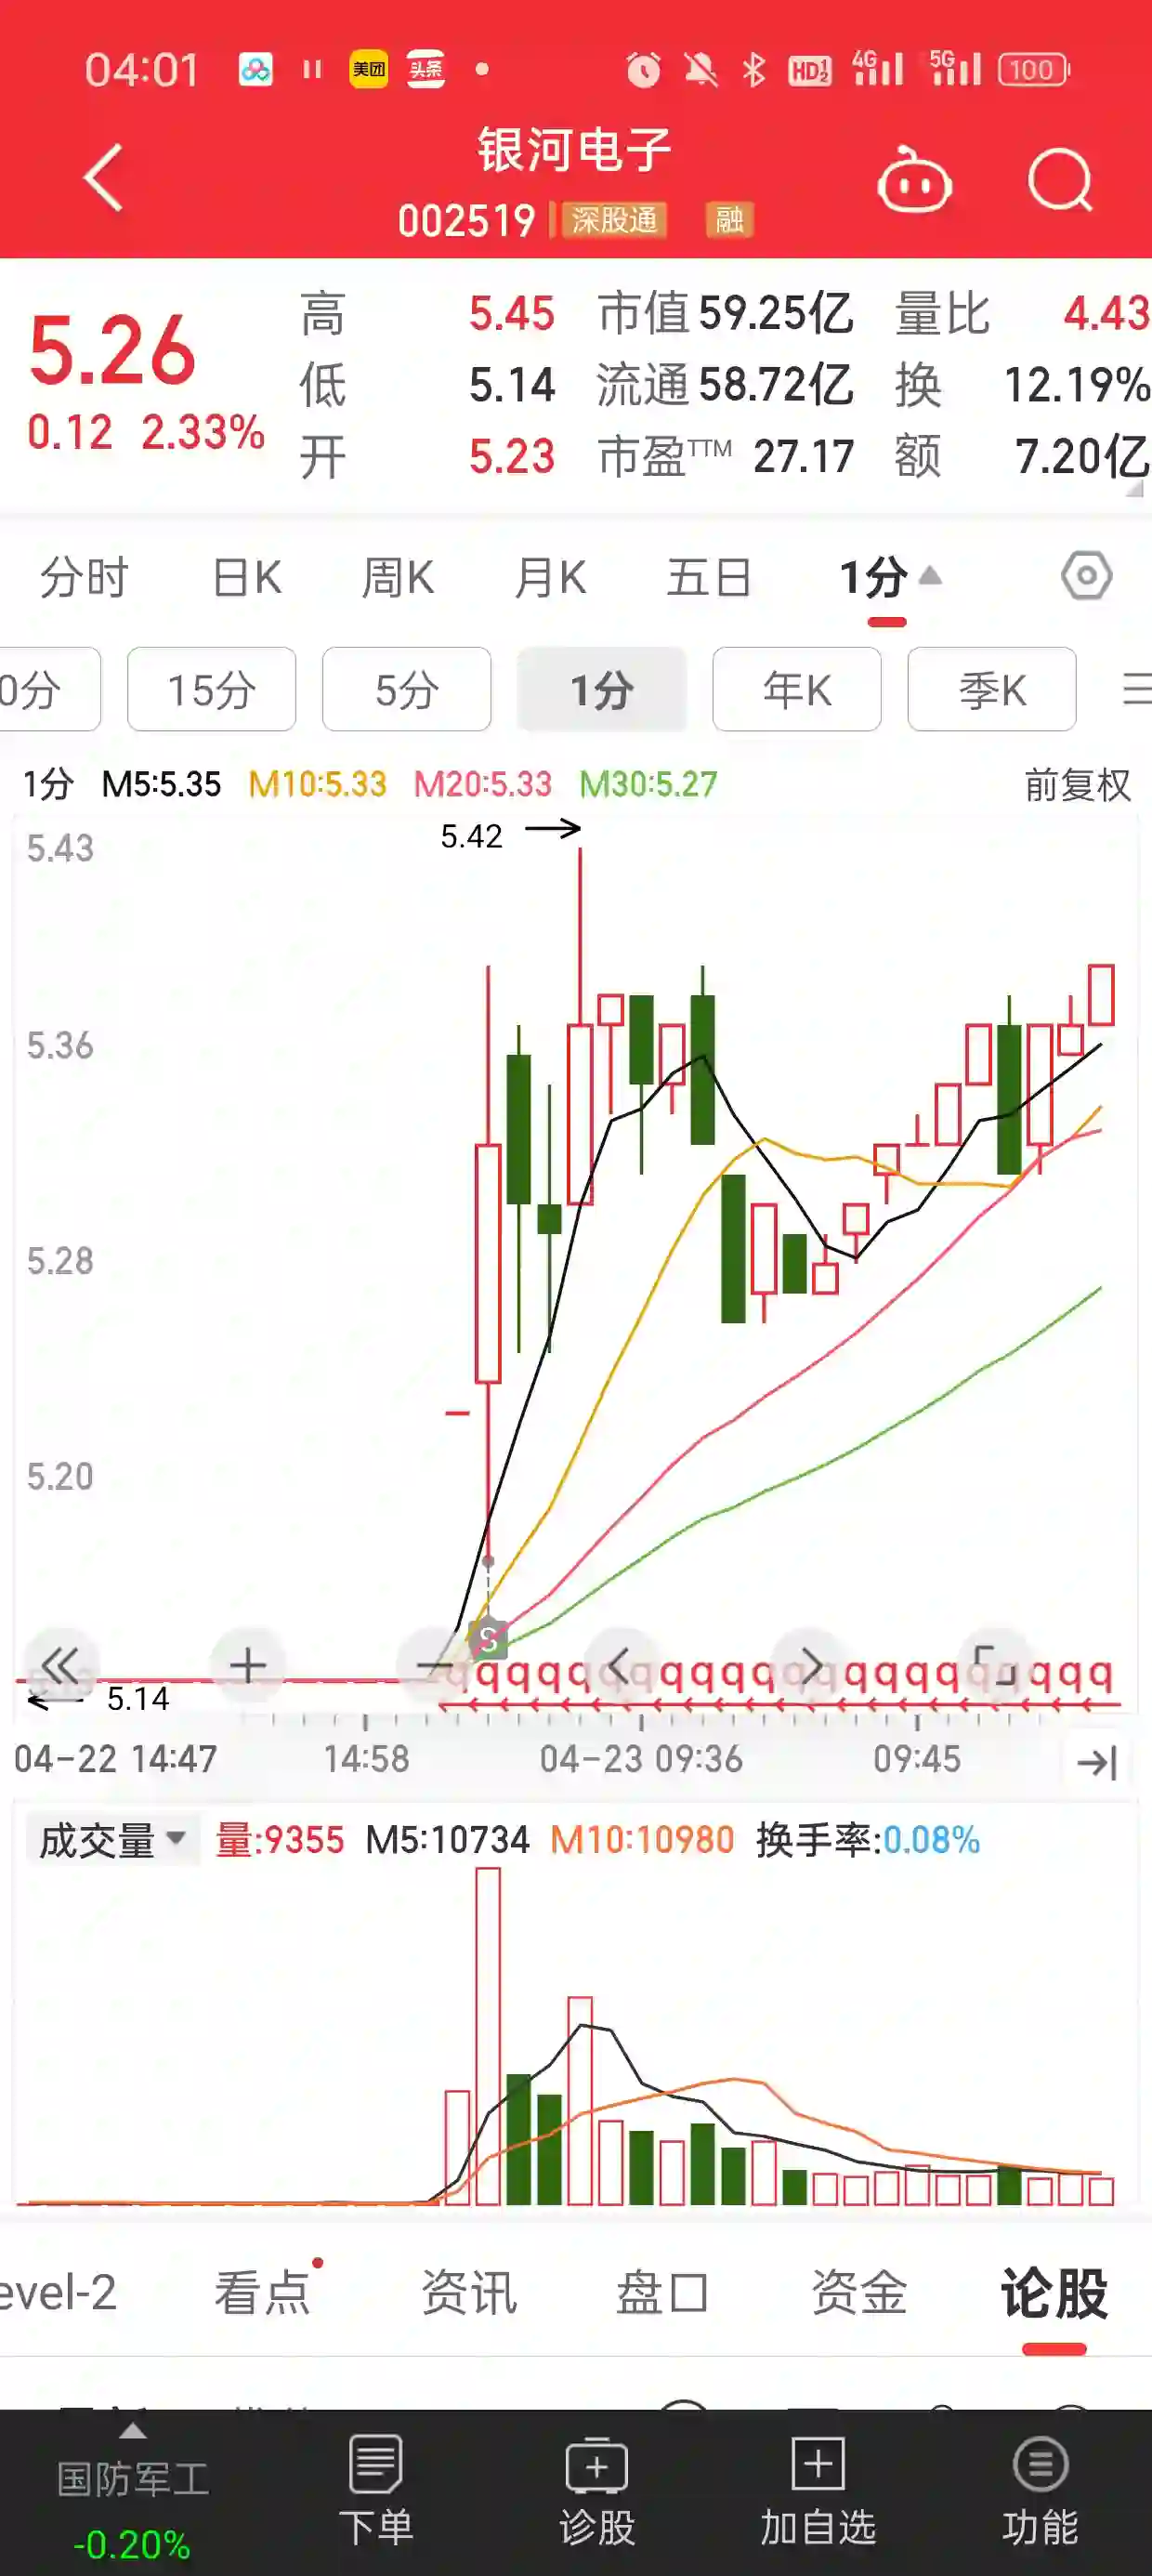 04:01 美团 头条 HD 1 2 4G 5G 100
银河电子
002519 深股通 融
5.26
0.12 2.33%
高 5.45 市值 59.25亿 量比 4.43
低 5.14 流通 58.72亿 换 12.19%
开 5.23 市盈TTM 27.17 额 7.20亿
分时 日K 周K 月K 五日 1分
0分 15分 5分 1分 年K 季K
1分 M5:5.35 M10:5.33 M20:5.33 M30:5.27 前复权
5.43
5.42
5.36
5.28
5.20
S
q q q q q q q q q q q q q q q q q q q q q q
5.14
04-22 14:47 14:58 04-23 09:36 09:45
成交量 量:9355 M5:10734 M10:10980 换手率:0.08%
evel-2 看点 资讯 盘口 资金 论股
国防军工 下单 诊股 加自选 功能
-0.20%